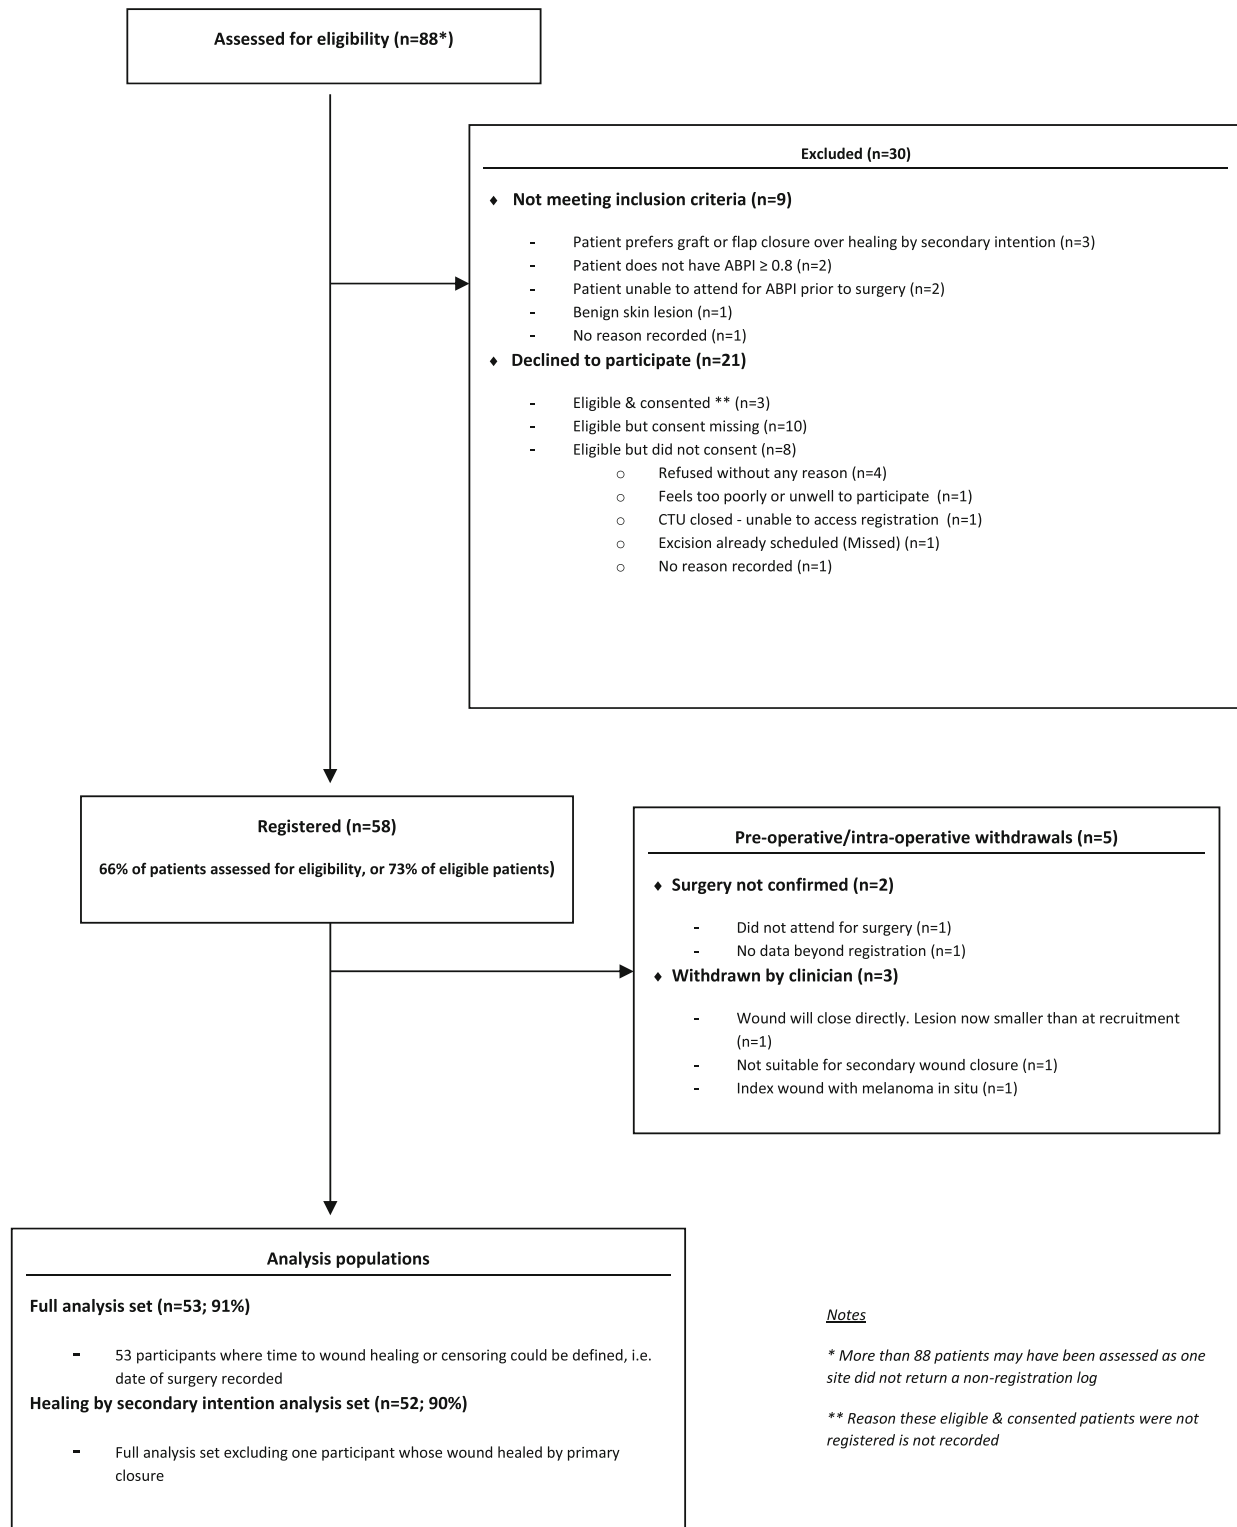 Assessed for eligibility (n=88*)
Excluded (n=30)
♦ Not meeting inclusion criteria (n=9)
- Patient prefers graft or flap closure over healing by secondary intention (n=3)
- Patient does not have ABPI ≥ 0.8 (n=2)
- Patient unable to attend for ABPI prior to surgery (n=2)
- Benign skin lesion (n=1)
- No reason recorded (n=1)
♦ Declined to participate (n=21)
- Eligible & consented ** (n=3)
- Eligible but consent missing (n=10)
- Eligible but did not consent (n=8)
o Refused without any reason (n=4)
o Feels too poorly or unwell to participate (n=1)
o CTU closed - unable to access registration (n=1)
o Excision already scheduled (Missed) (n=1)
o No reason recorded (n=1)
Registered (n=58)
66% of patients assessed for eligibility, or 73% of eligible patients)
Pre-operative/intra-operative withdrawals (n=5)
♦ Surgery not confirmed (n=2)
- Did not attend for surgery (n=1)
- No data beyond registration (n=1)
♦ Withdrawn by clinician (n=3)
- Wound will close directly. Lesion now smaller than at recruitment
(n=1)
- Not suitable for secondary wound closure (n=1)
- Index wound with melanoma in situ (n=1)
Analysis populations
Full analysis set (n=53; 91%)
- 53 participants where time to wound healing or censoring could be defined, i.e.
date of surgery recorded
Healing by secondary intention analysis set (n=52; 90%)
- Full analysis set excluding one participant whose wound healed by primary
closure
Notes
* More than 88 patients may have been assessed as one
site did not return a non-registration log
** Reason these eligible & consented patients were not
registered is not recorded